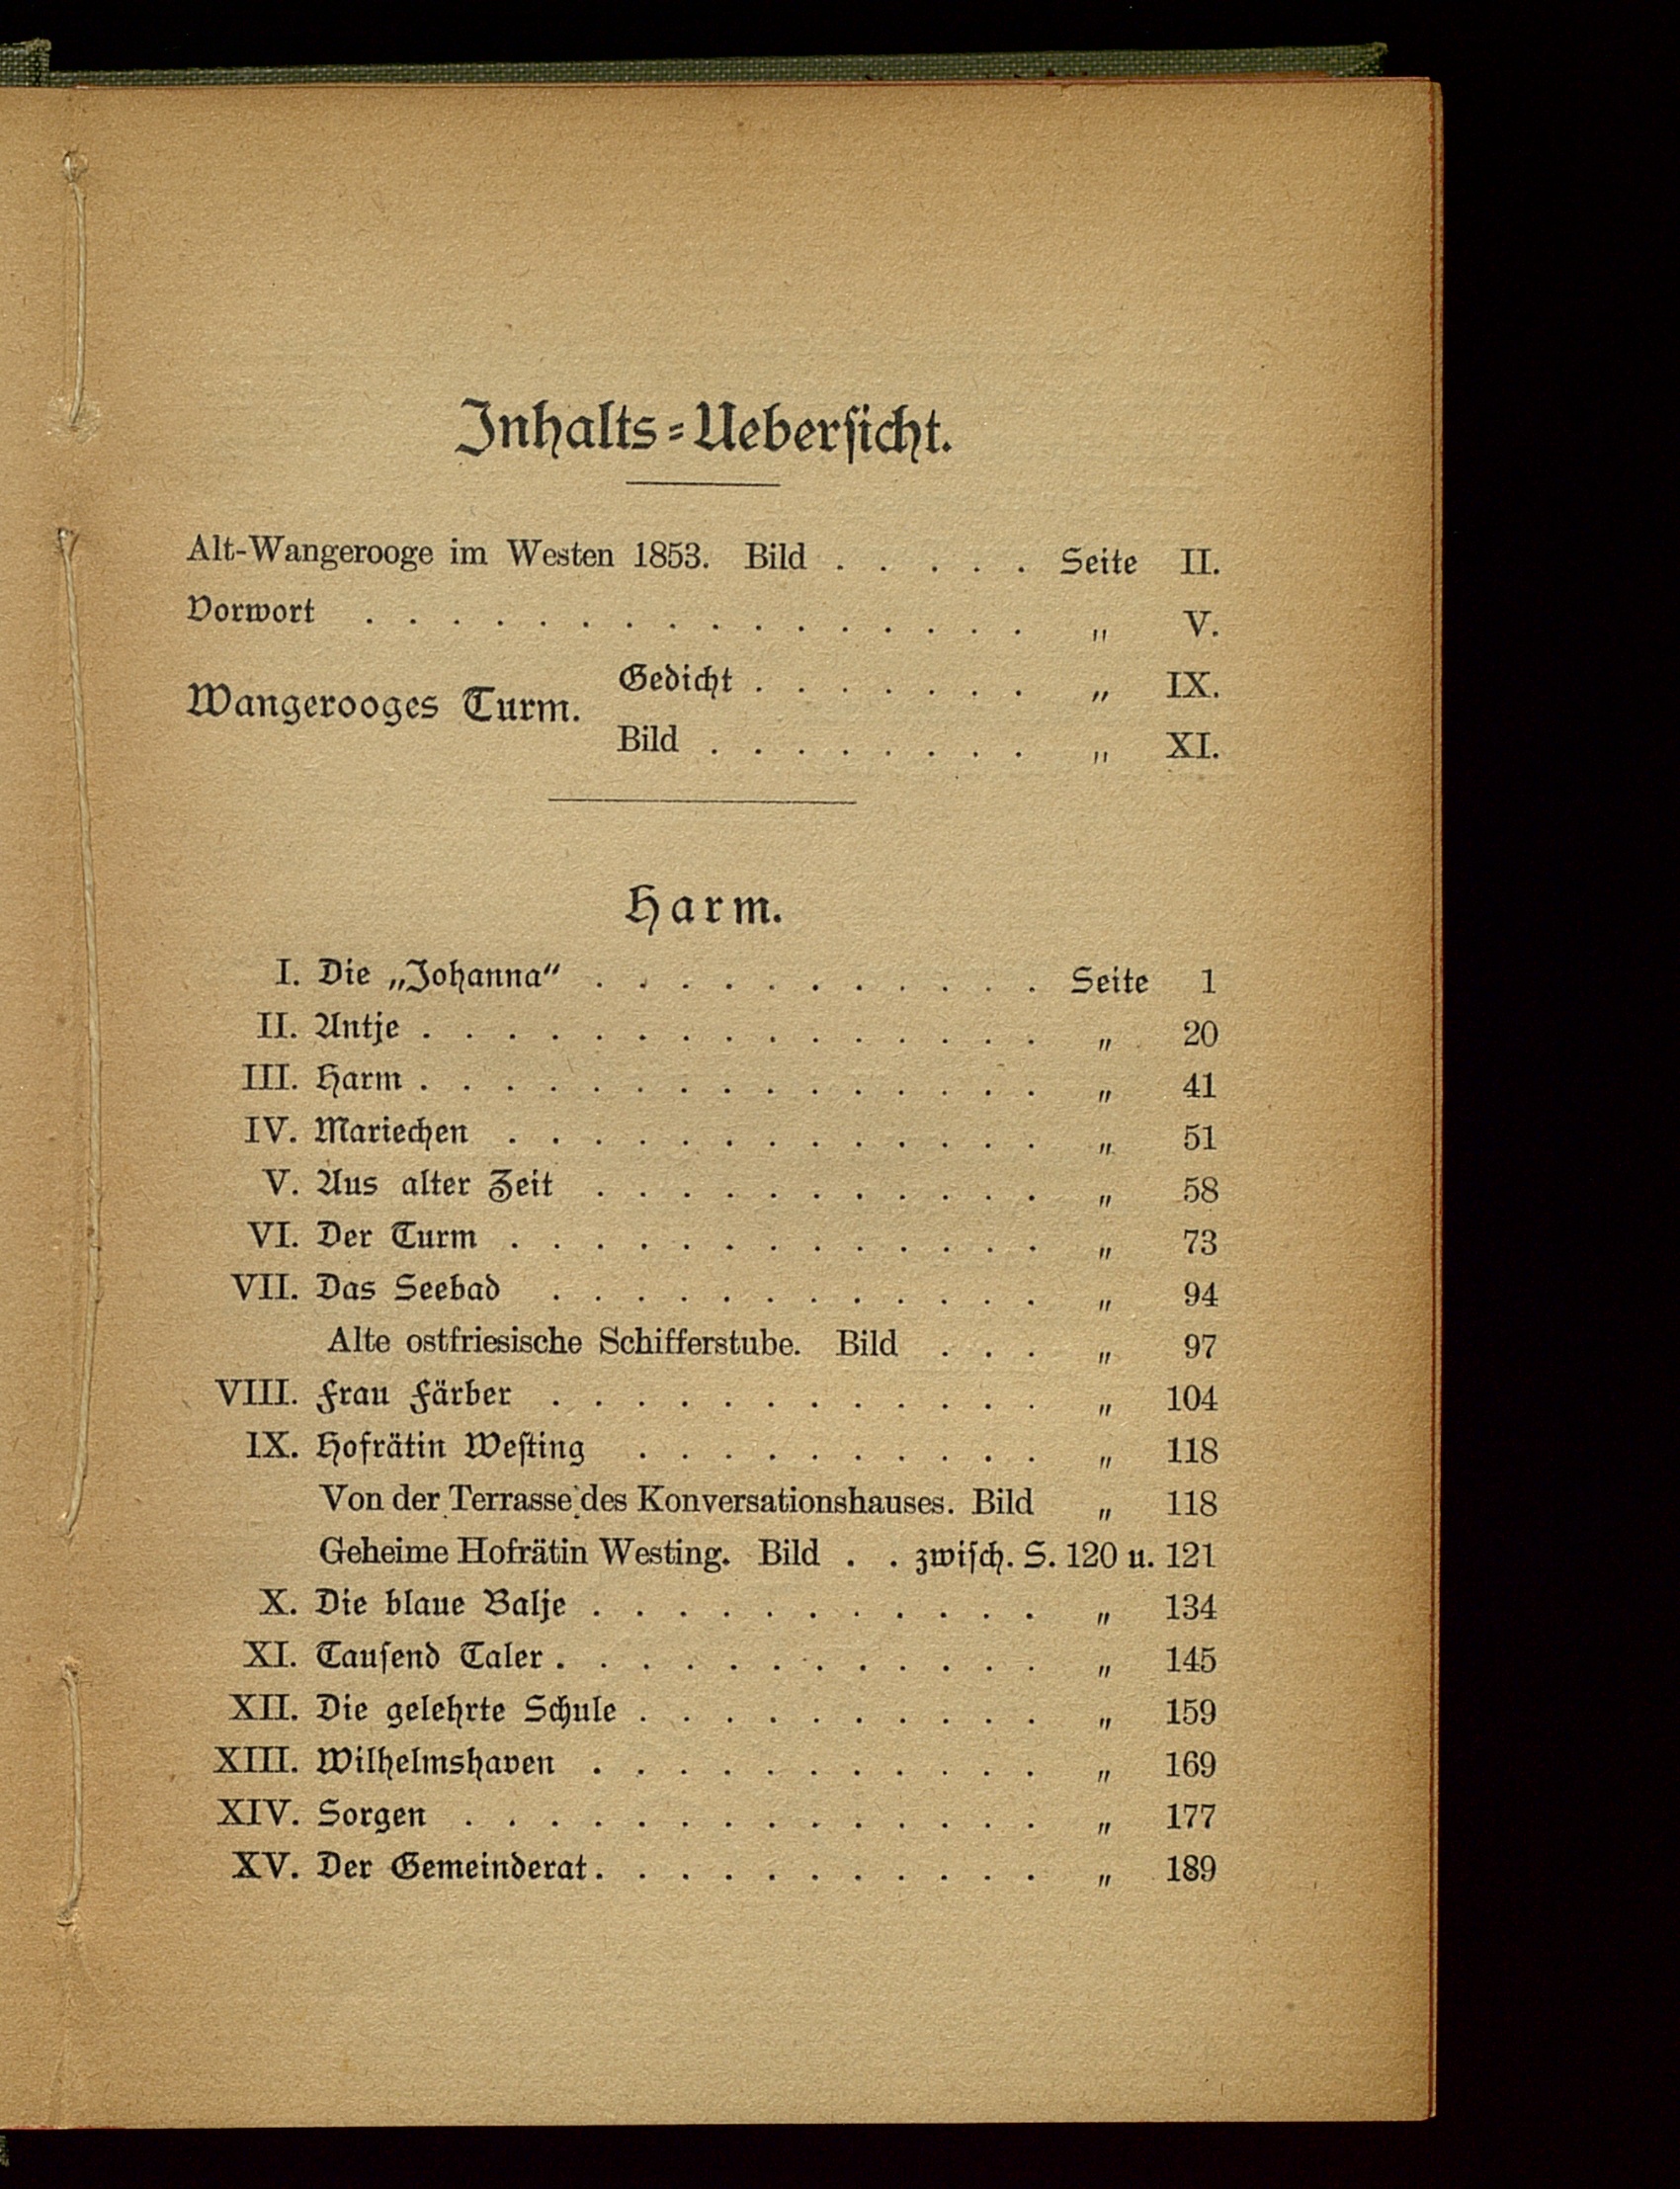 Inhalts=Uebersicht.
Alt-Wangerooge im Westen 1853. Bild . . . . . Seite II.
Vorwort . . . . . . . . . . . . . . . . „ V.
Wangerooges Turm. Gedicht . . . . . . . „ IX.
Bild . . . . . . . . „ XI.
Harm.
I. Die „Johanna“ . . . . . . . . . . . Seite 1
II. Antje . . . . . . . . . . . . . . . „ 20
III. Harm . . . . . . . . . . . . . . . „ 41
IV. Mariechen . . . . . . . . . . . . . „ 51
V. Aus alter Zeit . . . . . . . . . . . „ 58
VI. Der Turm . . . . . . . . . . . . . „ 73
VII. Das Seebad . . . . . . . . . . . . „ 94
Alte ostfriesische Schifferstube. Bild . . . „ 97
VIII. Frau Färber . . . . . . . . . . . . „ 104
IX. Hofrätin Westing . . . . . . . . . . „ 118
Von der Terrasse des Konversationshauses. Bild „ 118
Geheime Hofrätin Westing. Bild . . zwisch. S. 120 u. 121
X. Die blaue Balje . . . . . . . . . . . „ 134
XI. Tausend Taler . . . . . . . . . . . . „ 145
XII. Die gelehrte Schule . . . . . . . . . . „ 159
XIII. Wilhelmshaven . . . . . . . . . . . „ 169
XIV. Sorgen . . . . . . . . . . . . . . „ 177
XV. Der Gemeinderat . . . . . . . . . . . „ 189